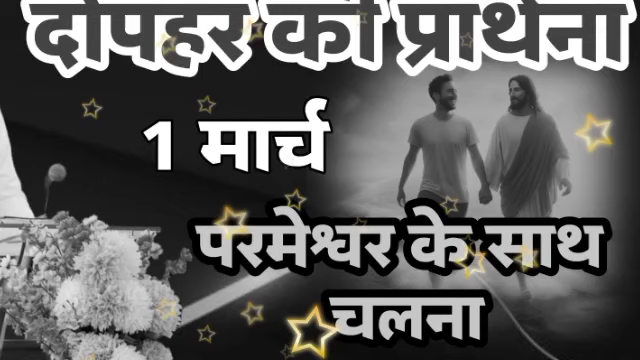 दोपहर की प्रार्थना
1 मार्च
परमेश्वर के साथ
चलना